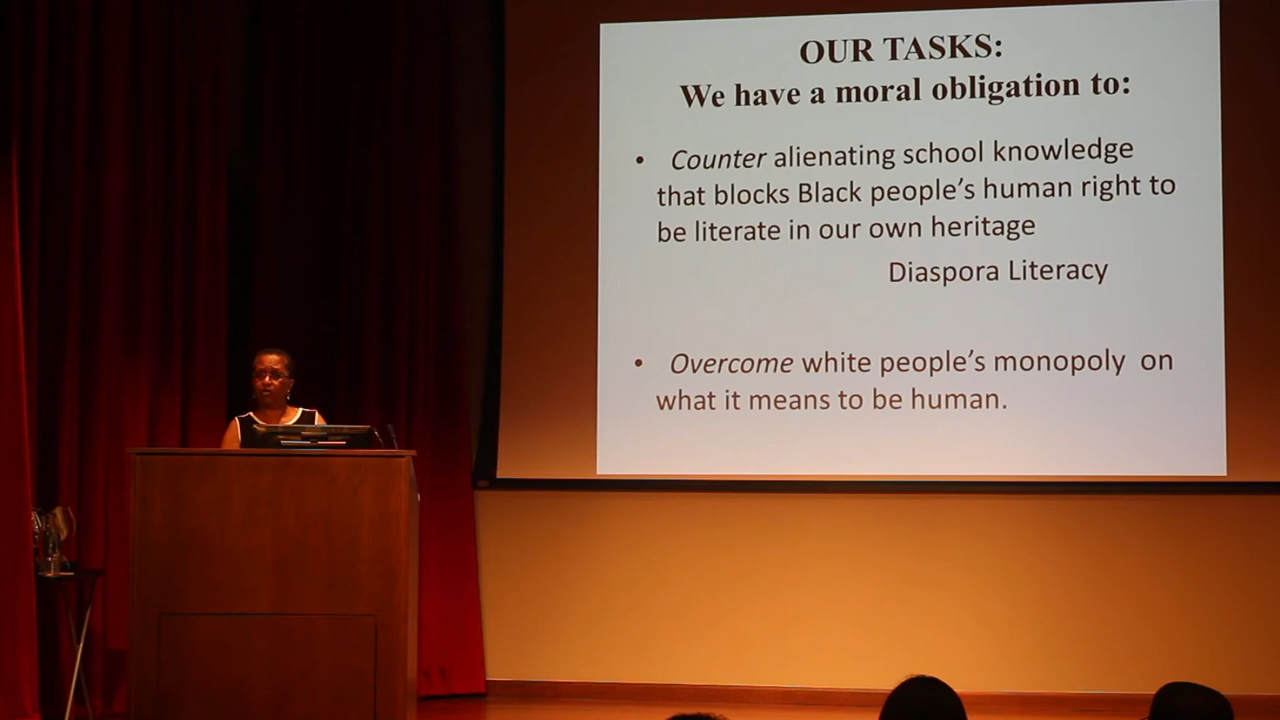 OUR TASKS:
We have a moral obligation to:
• Counter alienating school knowledge
that blocks Black people's human right to
be literate in our own heritage
Diaspora Literacy
• Overcome white people's monopoly on
what it means to be human.